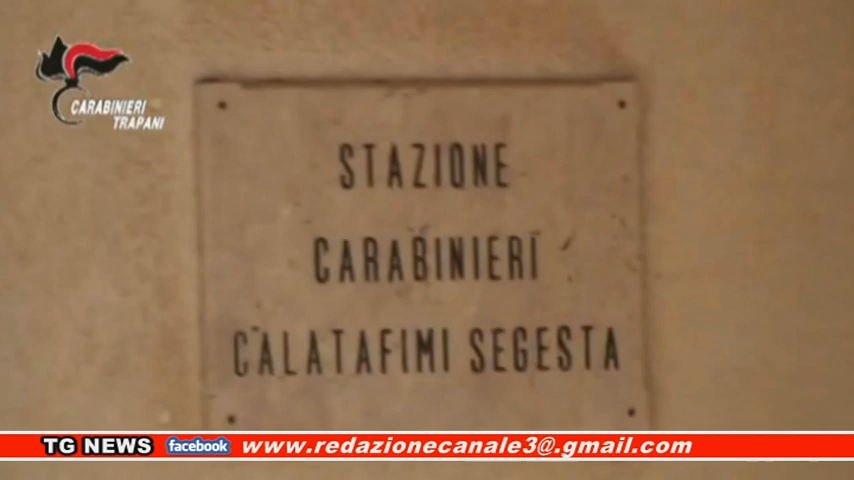 CARABINIERI
TRAPANI
STAZIONE
CARABINIERI
CALATAFIMI SEGESTA
TG NEWS facebook www.redazionecanale3@.gmail.com